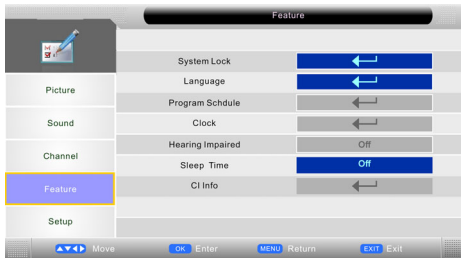 Feature
System Lock
Language
Program Schdule
Clock
Hearing Impaired Off
Sleep Time Off
CI Info
Picture
Sound
Channel
Feature
Setup
Move OK Enter MENU Return EXIT Exit